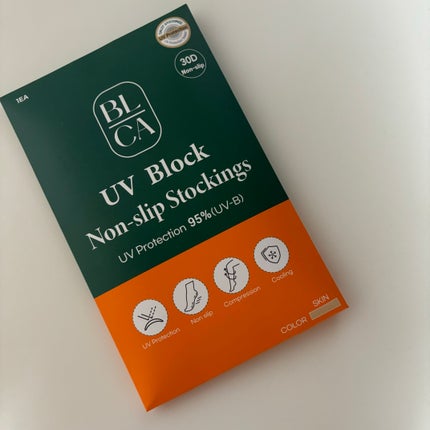 1EA
30D
Non-slip
BL
CA
UV Block
Non-slip Stockings
UV Protection 95%(UV-B)
UV Protection
Non slip
Compression
Cooling
COLOR SKIN